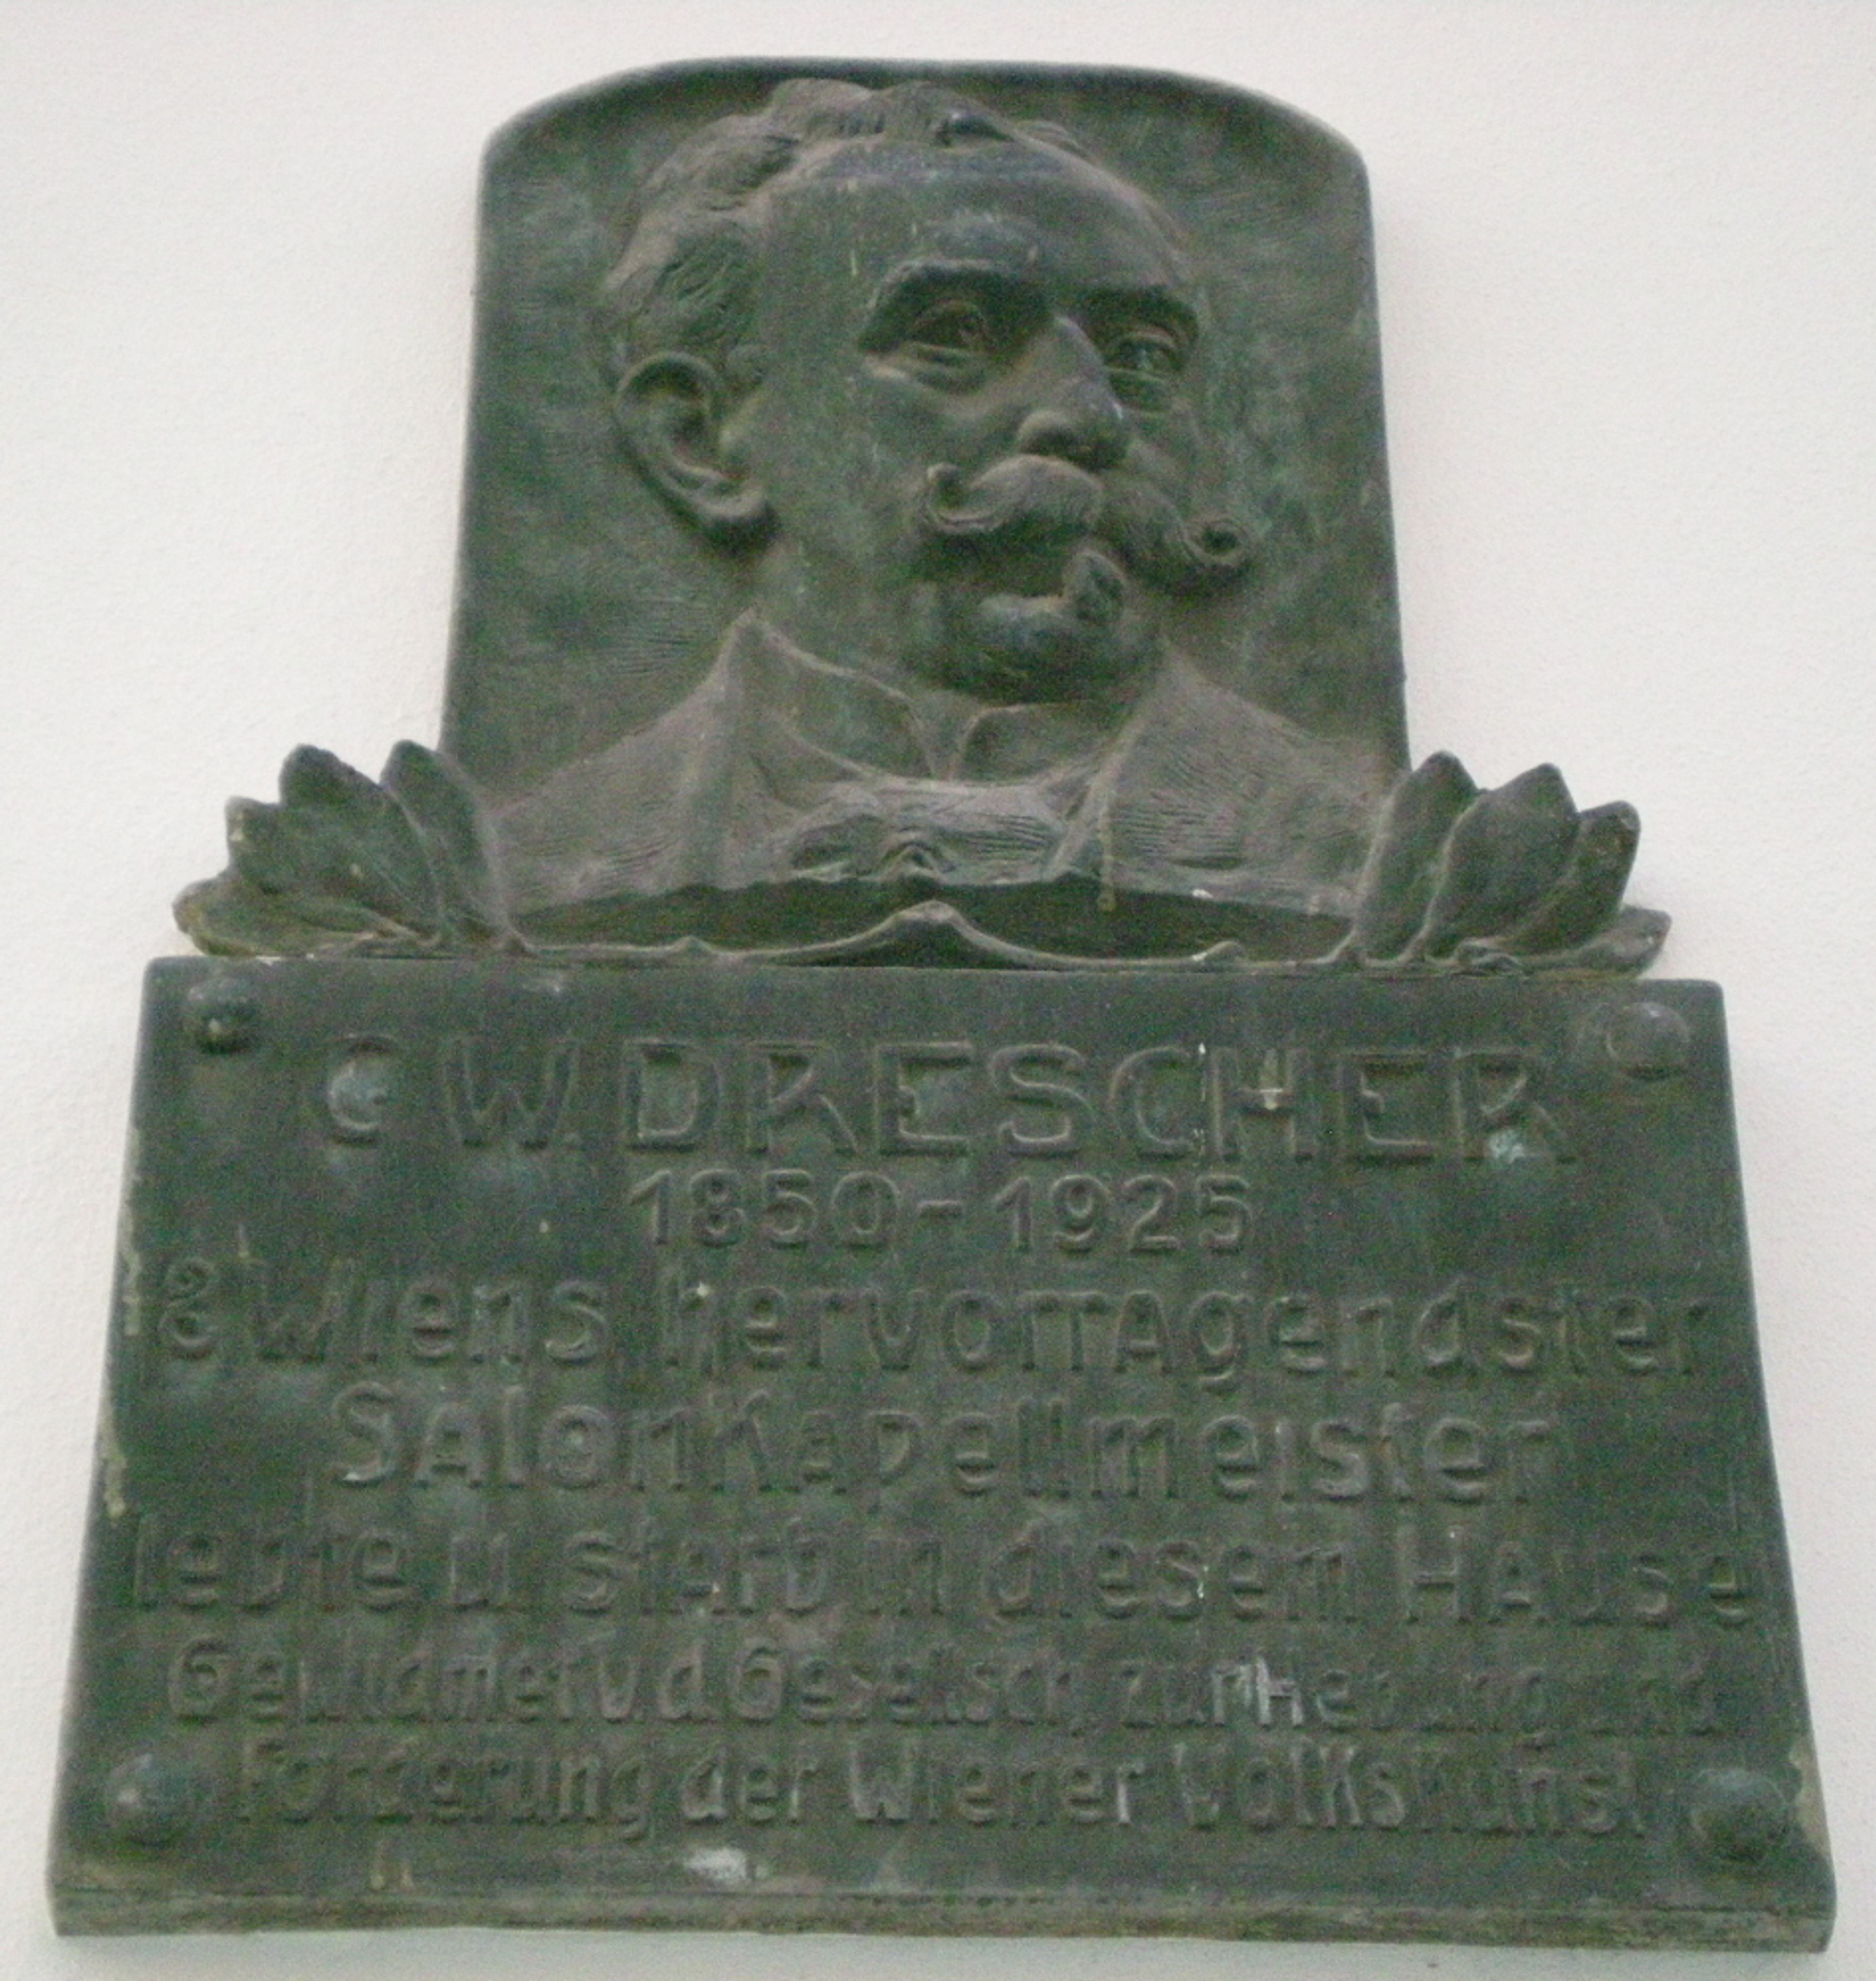 C W. DRESCHER
1850-1925
Wiens hervorragendster
Salonkapellmeister
lebte u. starb in diesem Hause
Gewidmet v.d. Gesellsch. zur Hebung und
Förderung der Wiener Volkskunst